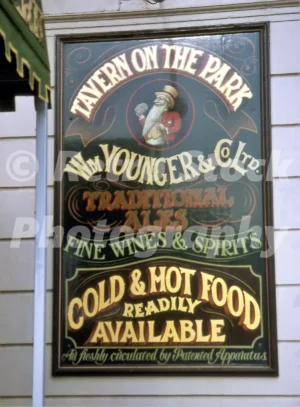 TAVERN ON THE PARK
WM YOUNGER & CO. LTD.
TRADITIONAL
ALES
FINE WINES & SPIRITS
COLD & HOT FOOD
READILY
AVAILABLE
Air freshly circulated by Patented Apparatus